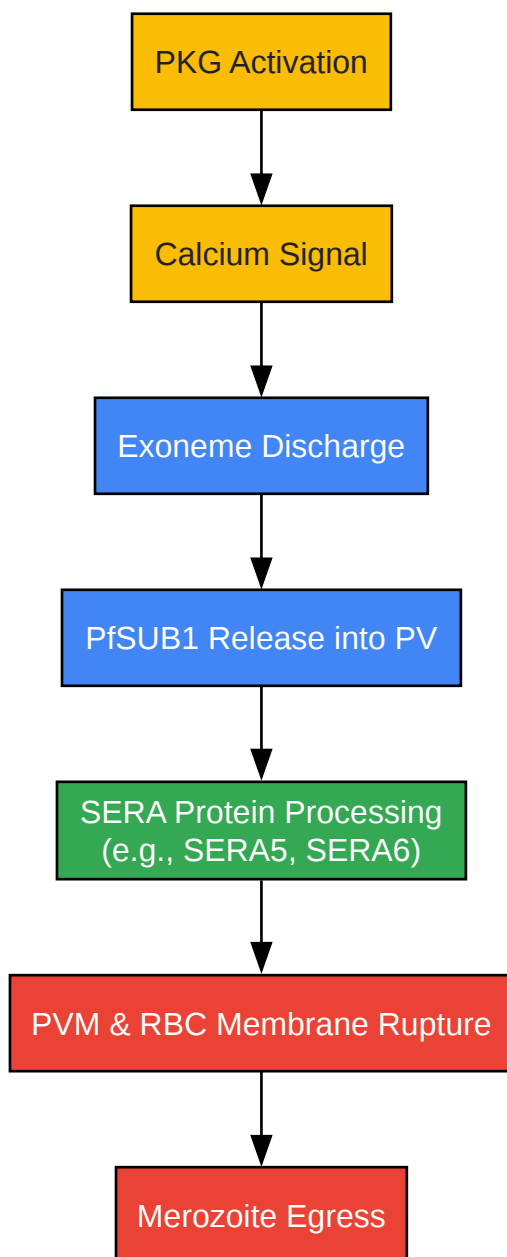 PKG Activation
Calcium Signal
Exoneme Discharge
PfSUB1 Release into PV
SERA Protein Processing
(e.g., SERA5, SERA6)
PVM & RBC Membrane Rupture
Merozoite Egress